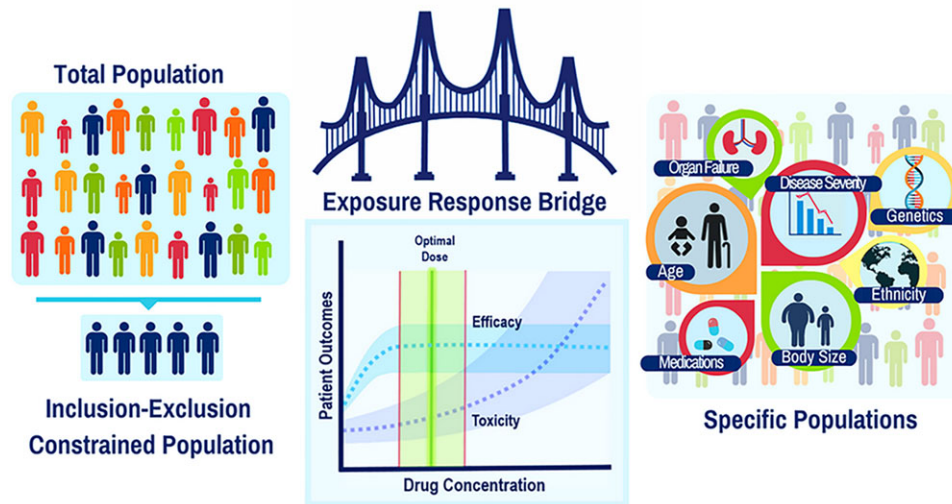 Total Population
Inclusion-Exclusion
Constrained Population
Exposure Response Bridge
Optimal
Dose
Efficacy
Toxicity
Patient Outcomes
Drug Concentration
Organ Failure
Disease Severity
Genetics
Age
Ethnicity
Medications
Body Size
Specific Populations